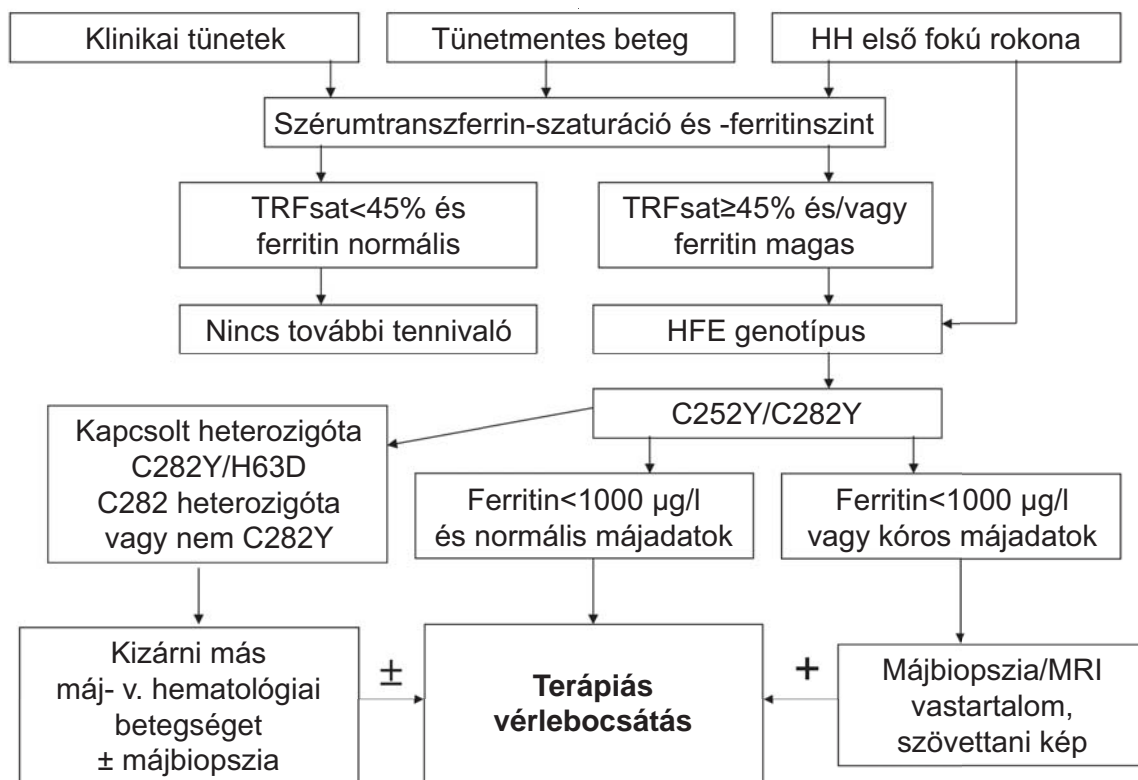 Klinikai tünetek
Tünetmentes beteg
HH első fokú rokona
Szérumtranszferrin-szaturáció és -ferritinszint
TRFsat<45% és
ferritin normális
TRFsat≥45% és/vagy
ferritin magas
Nincs további tennivaló
HFE genotípus
C252Y/C282Y
Kapcsolt heterozigóta
C282Y/H63D
C282 heterozigóta
vagy nem C282Y
Ferritin<1000 µg/l
és normális májadatok
Ferritin<1000 µg/l
vagy kóros májadatok
Kizárni más
máj- v. hematológiai
betegséget
± májbiopszia
±
Terápiás
vérlebocsátás
+
Májbiopszia/MRI
vastartalom,
szövettani kép